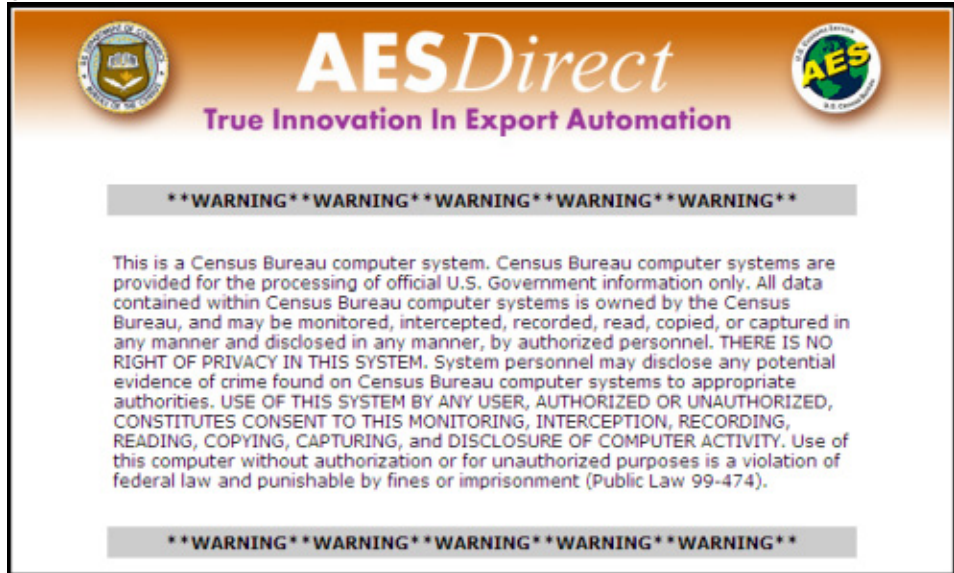 AESDirect
True Innovation In Export Automation
U.S. Customs Service
AES
U.S. Census Bureau
**WARNING**WARNING**WARNING**WARNING**WARNING**
This is a Census Bureau computer system. Census Bureau computer systems are
provided for the processing of official U.S. Government information only. All data
contained within Census Bureau computer systems is owned by the Census
Bureau, and may be monitored, intercepted, recorded, read, copied, or captured in
any manner and disclosed in any manner, by authorized personnel. THERE IS NO
RIGHT OF PRIVACY IN THIS SYSTEM. System personnel may disclose any potential
evidence of crime found on Census Bureau computer systems to appropriate
authorities. USE OF THIS SYSTEM BY ANY USER, AUTHORIZED OR UNAUTHORIZED,
CONSTITUTES CONSENT TO THIS MONITORING, INTERCEPTION, RECORDING,
READING, COPYING, CAPTURING, and DISCLOSURE OF COMPUTER ACTIVITY. Use of
this computer without authorization or for unauthorized purposes is a violation of
federal law and punishable by fines or imprisonment (Public Law 99-474).
**WARNING**WARNING**WARNING**WARNING**WARNING**